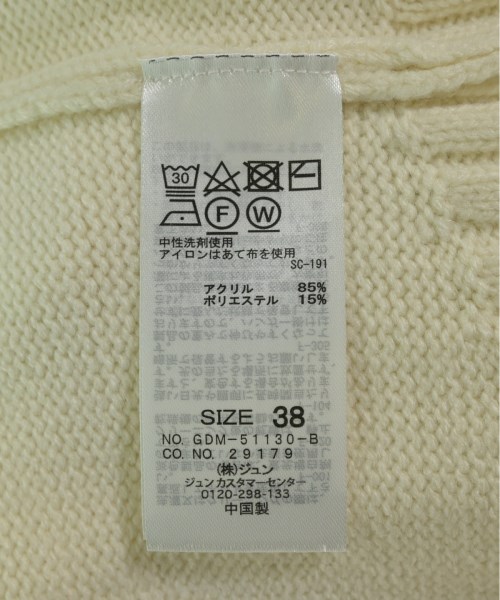 30
F W
中性洗剤使用
アイロンはあて布を使用
SC-191
アクリル 85%
ポリエステル 15%
SIZE 38
NO. GDM-51130-B
CO. NO. 29179
(株)ジュン
ジュンカスタマーセンター
0120-298-133
中国製